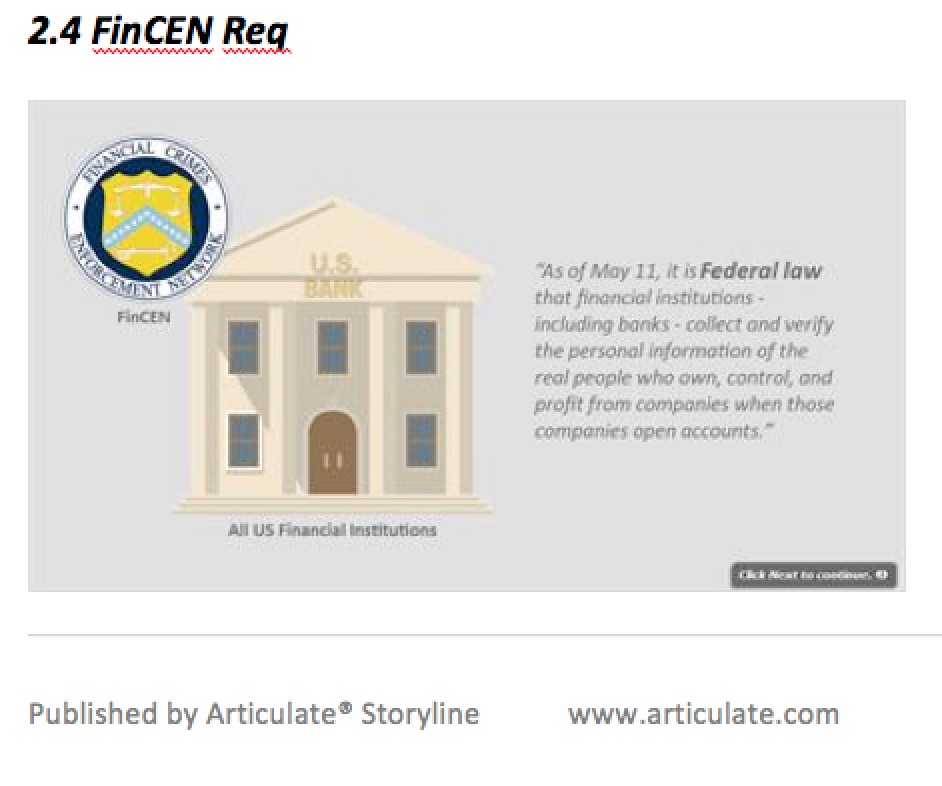 2.4 FinCEN Req
FINANCIAL CRIMES
ENFORCEMENT NETWORK
FinCEN
U.S.
BANK
All US Financial Institutions
“As of May 11, it is Federal law
that financial institutions -
including banks - collect and verify
the personal information of the
real people who own, control, and
profit from companies when those
companies open accounts.”
Click Next to continue.
Published by Articulate® Storyline www.articulate.com